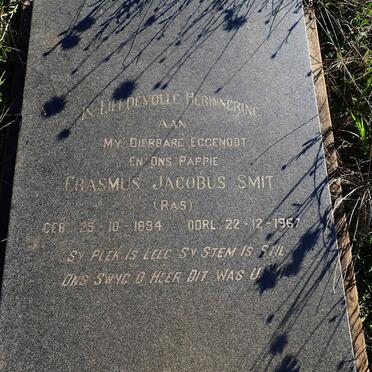 IN LIEFDEVOLLE HERINNERING
AAN
MY DIERBARE EGGENOOT
EN ONS PAPPIE
ERASMUS JACOBUS SMIT
(RAS)
GEB. 25-10-1894 OORL. 22-12-1967
SY PLEK IS LEEG SY STEM IS STIL
ONS SWYG O HEER DIT WAS U